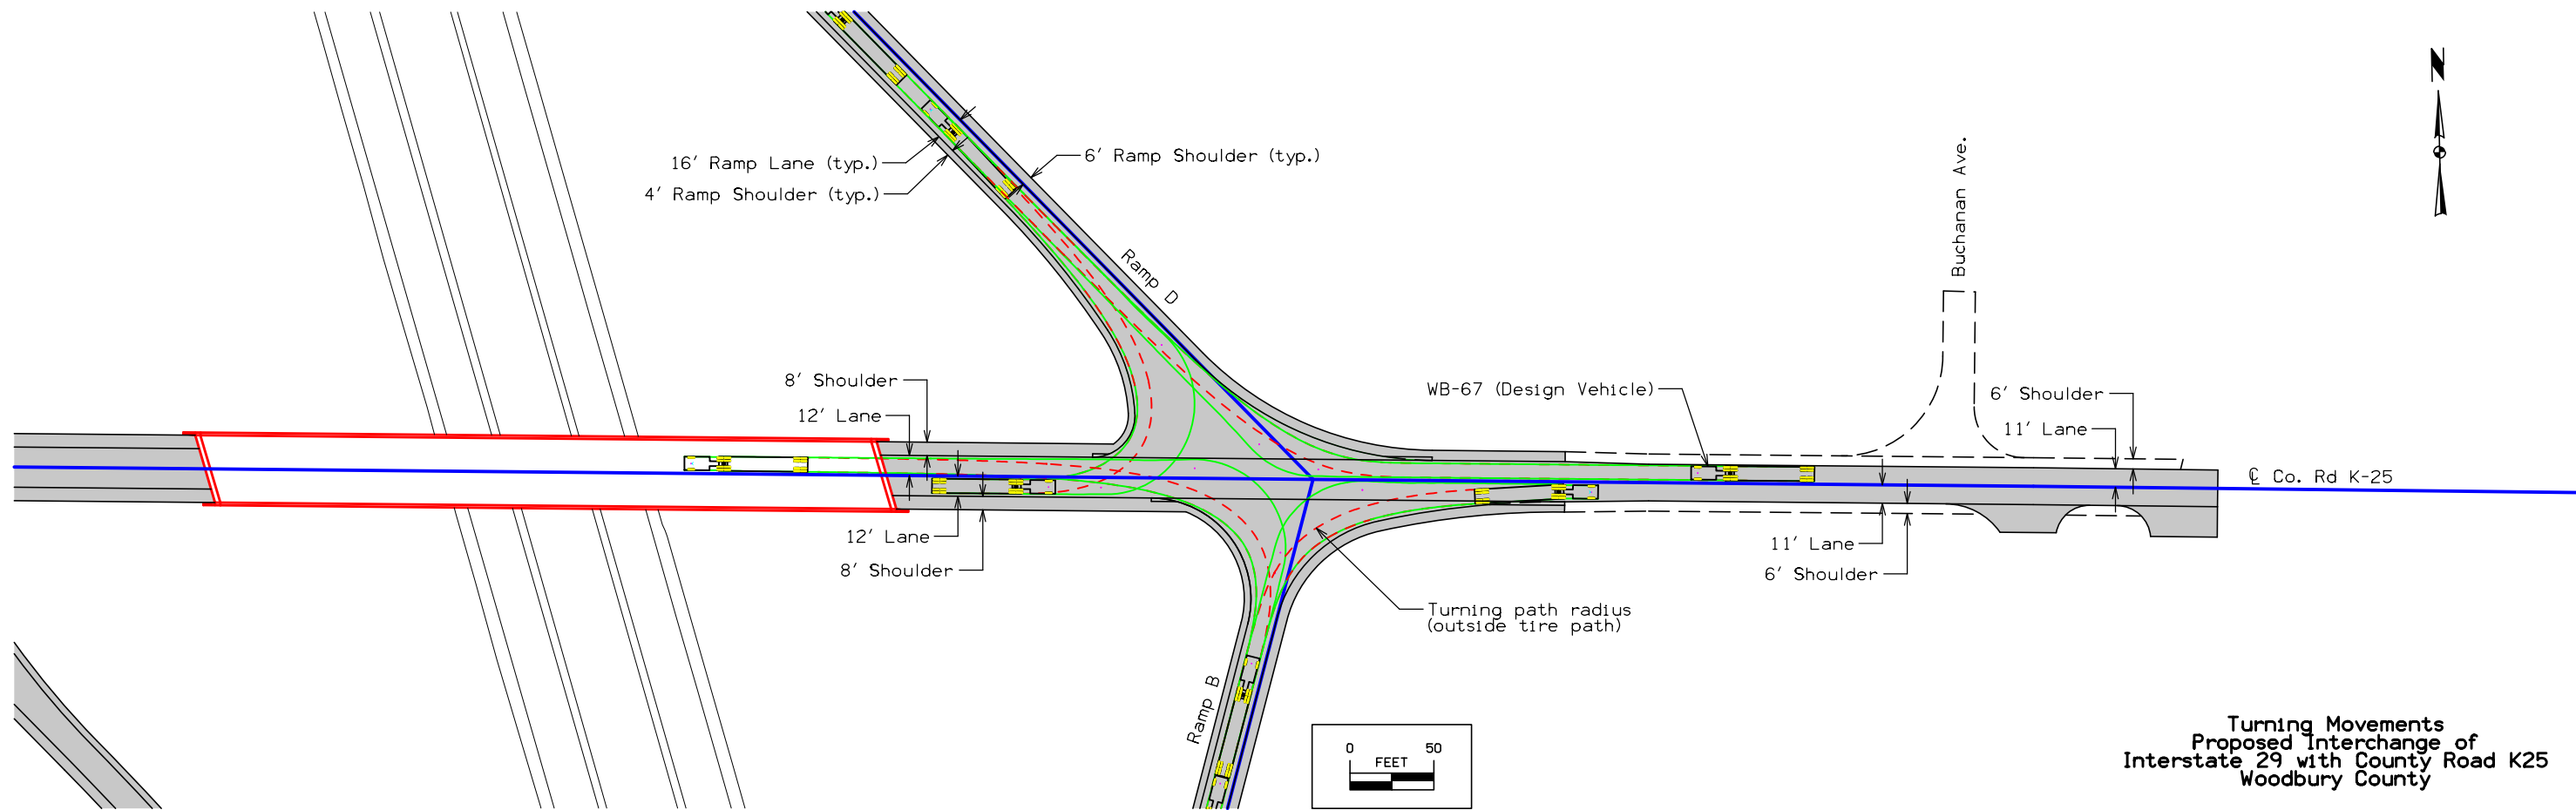 N
Buchanan Ave.
16' Ramp Lane (typ.)
6' Ramp Shoulder (typ.)
4' Ramp Shoulder (typ.)
Ramp D
8' Shoulder
WB-67 (Design Vehicle)
6' Shoulder
12' Lane
11' Lane
℄ Co. Rd K-25
12' Lane
11' Lane
8' Shoulder
6' Shoulder
Turning path radius
(outside tire path)
Ramp B
0 50
FEET
Turning Movements
Proposed Interchange of
Interstate 29 with County Road K25
Woodbury County